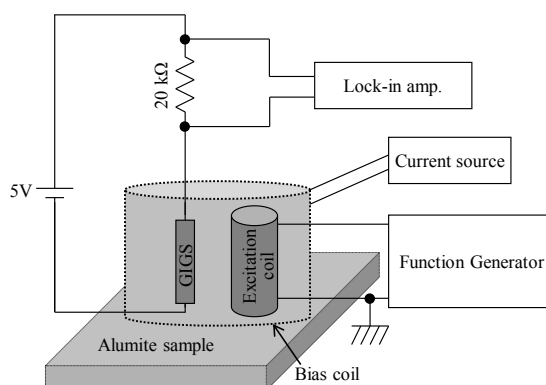 20 kΩ
Lock-in amp.
Current source
5V
GIGS
Excitation
coil
Function Generator
Alumite sample
Bias coil